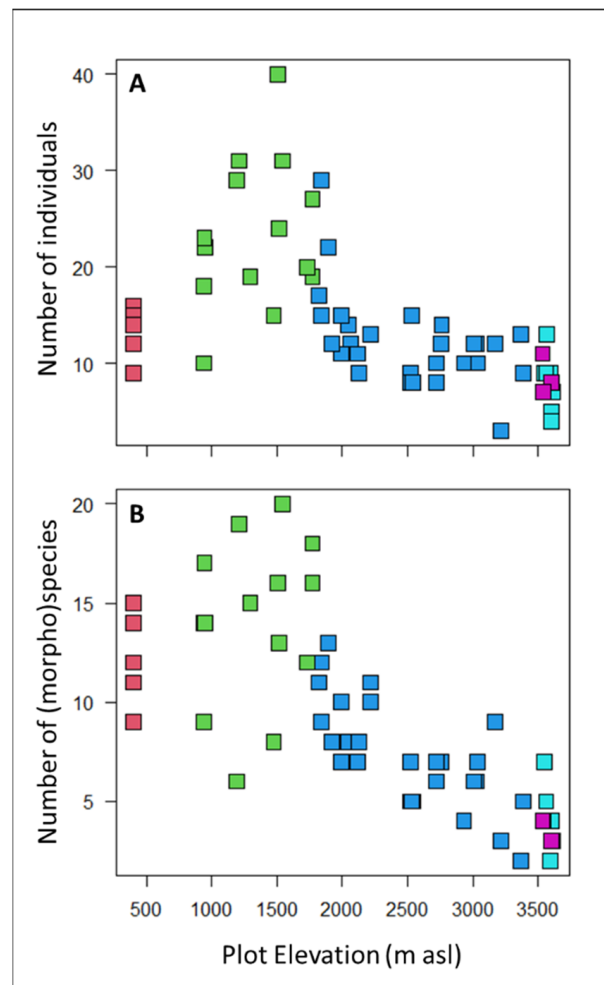 A
Number of individuals
40
30
20
10
B
Number of (morpho)species
20
15
10
5
500 1000 1500 2000 2500 3000 3500
Plot Elevation (m asl)